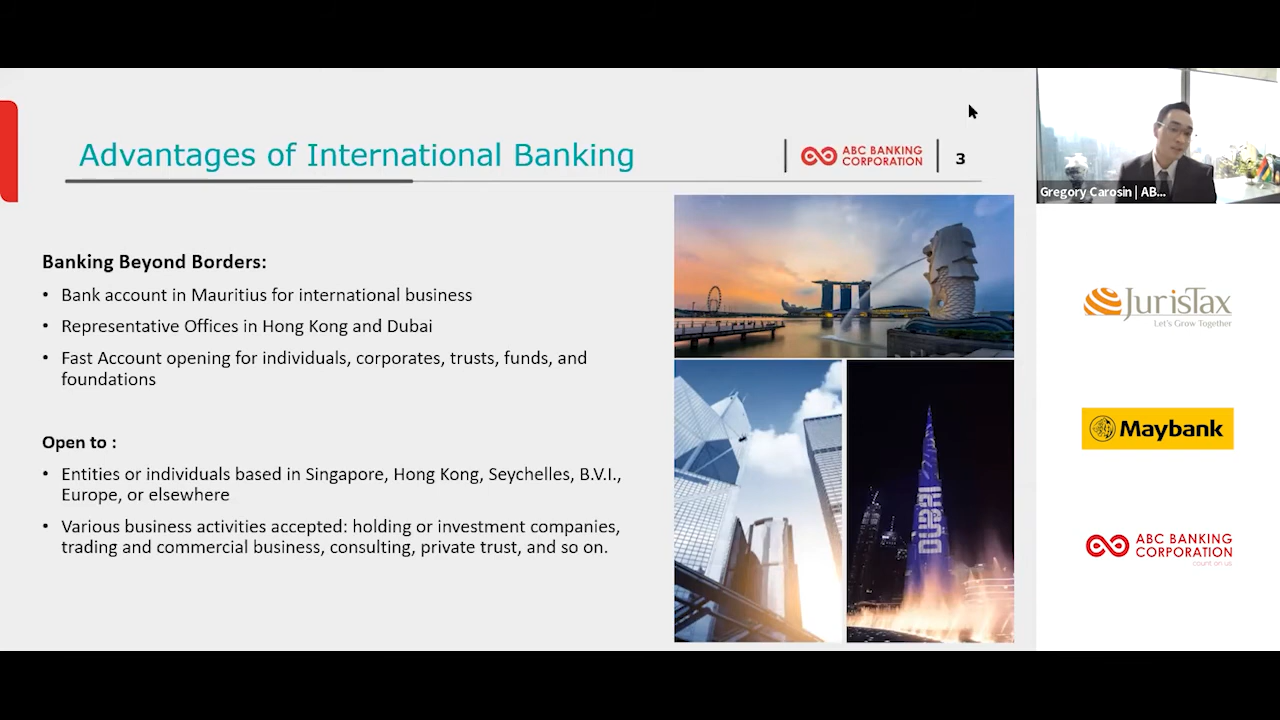 Advantages of International Banking
ABC BANKING
CORPORATION
3
Banking Beyond Borders:
• Bank account in Mauritius for international business
• Representative Offices in Hong Kong and Dubai
• Fast Account opening for individuals, corporates, trusts, funds, and
foundations
Open to :
• Entities or individuals based in Singapore, Hong Kong, Seychelles, B.V.I.,
Europe, or elsewhere
• Various business activities accepted: holding or investment companies,
trading and commercial business, consulting, private trust, and so on.
DUBAI
Gregory Carosin | AB...
JurisTax
Let's Grow Together
Maybank
ABC BANKING
CORPORATION
count on us